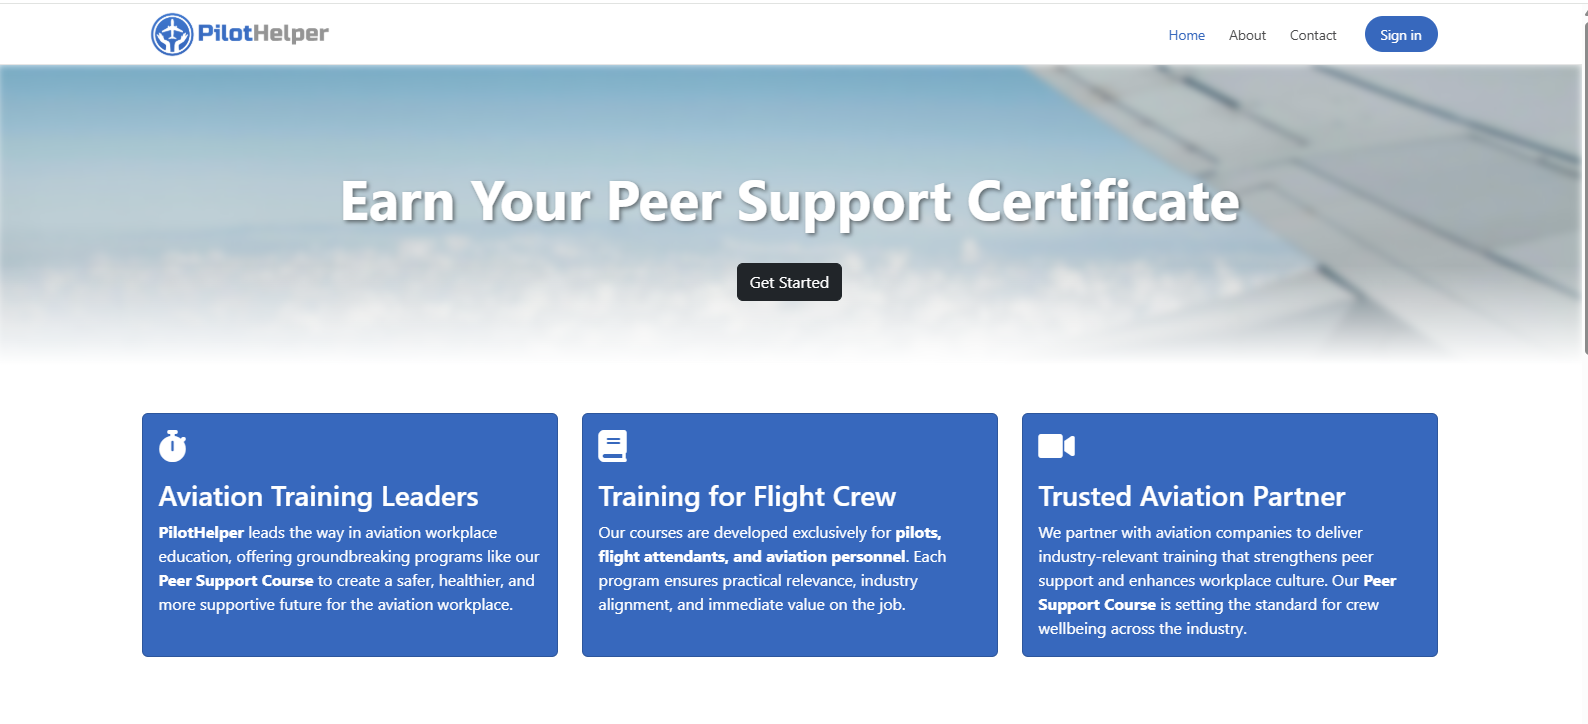 PilotHelper
Home
About
Contact
Sign in
Earn Your Peer Support Certificate
Get Started
Aviation Training Leaders
PilotHelper leads the way in aviation workplace
education, offering groundbreaking programs like our
Peer Support Course to create a safer, healthier, and
more supportive future for the aviation workplace.
Training for Flight Crew
Our courses are developed exclusively for pilots,
flight attendants, and aviation personnel. Each
program ensures practical relevance, industry
alignment, and immediate value on the job.
Trusted Aviation Partner
We partner with aviation companies to deliver
industry-relevant training that strengthens peer
support and enhances workplace culture. Our Peer
Support Course is setting the standard for crew
wellbeing across the industry.